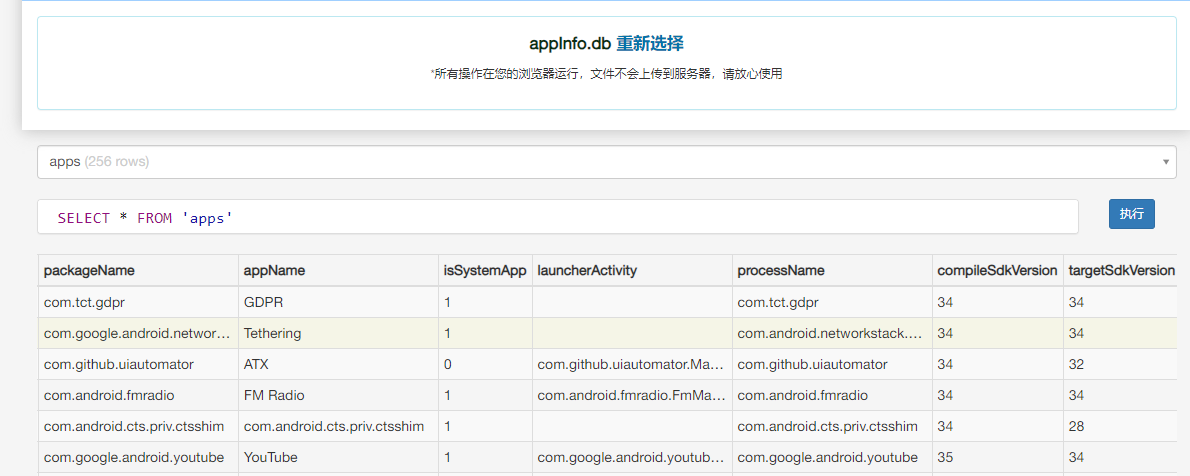 appInfo.db 重新选择
*所有操作在您的浏览器运行，文件不会上传到服务器，请放心使用
apps (256 rows)
SELECT * FROM 'apps'
执行
packageName appName isSystemApp launcherActivity processName compileSdkVersion targetSdkVersion
com.tct.gdpr GDPR 1 com.tct.gdpr 34 34
com.google.android.networ... Tethering 1 com.android.networkstack.... 34 34
com.github.uiautomator ATX 0 com.github.uiautomator.Ma... com.github.uiautomator 34 32
com.android.fmradio FM Radio 1 com.android.fmradio.FmMa... com.android.fmradio 34 34
com.android.cts.priv.ctsshim com.android.cts.priv.ctsshim 1 com.android.cts.priv.ctsshim 34 28
com.google.android.youtube YouTube 1 com.google.android.youtub... com.google.android.youtube 35 34